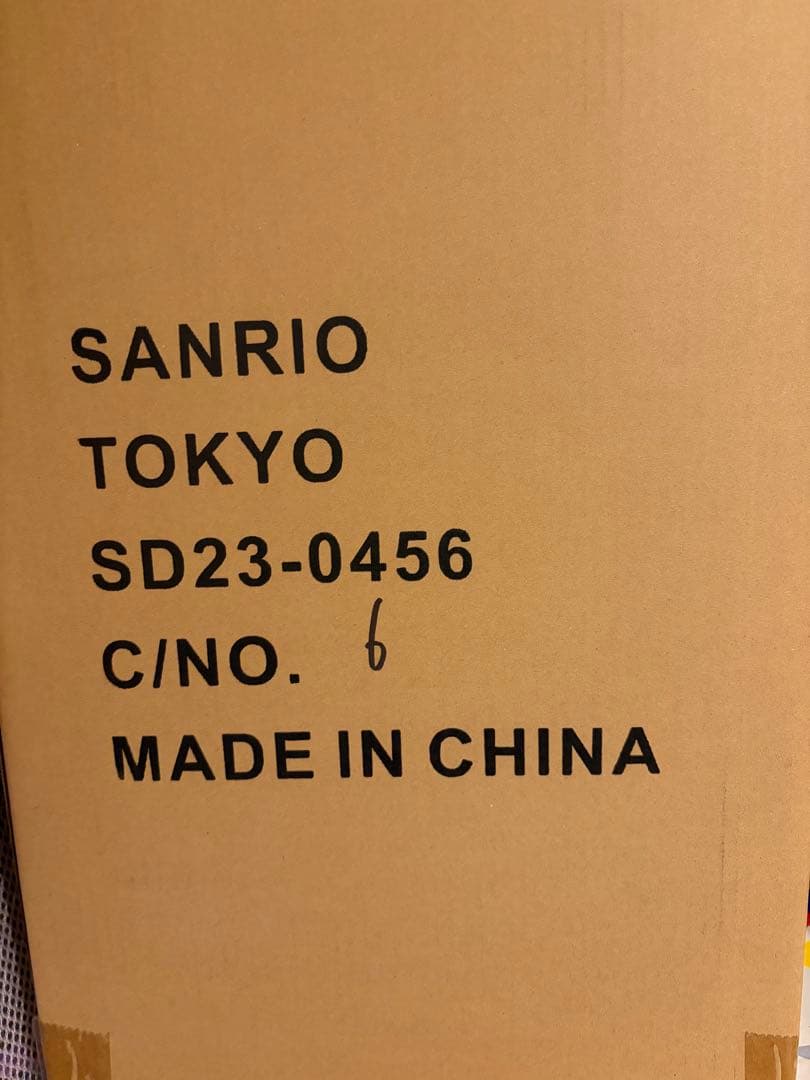 SANRIO
TOKYO
SD23-0456
C/NO. 6
MADE IN CHINA